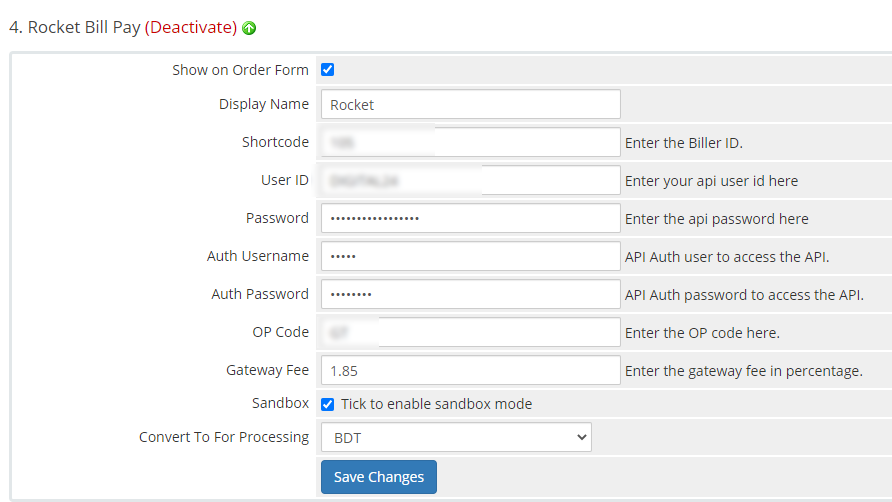 4. Rocket Bill Pay (Deactivate)
Show on Order Form
Display Name Rocket
Shortcode Enter the Biller ID.
User ID Enter your api user id here
Password ••••••••••••••••• Enter the api password here
Auth Username ••••• API Auth user to access the API.
Auth Password •••••••• API Auth password to access the API.
OP Code Enter the OP code here.
Gateway Fee 1.85 Enter the gateway fee in percentage.
Sandbox Tick to enable sandbox mode
Convert To For Processing BDT
Save Changes